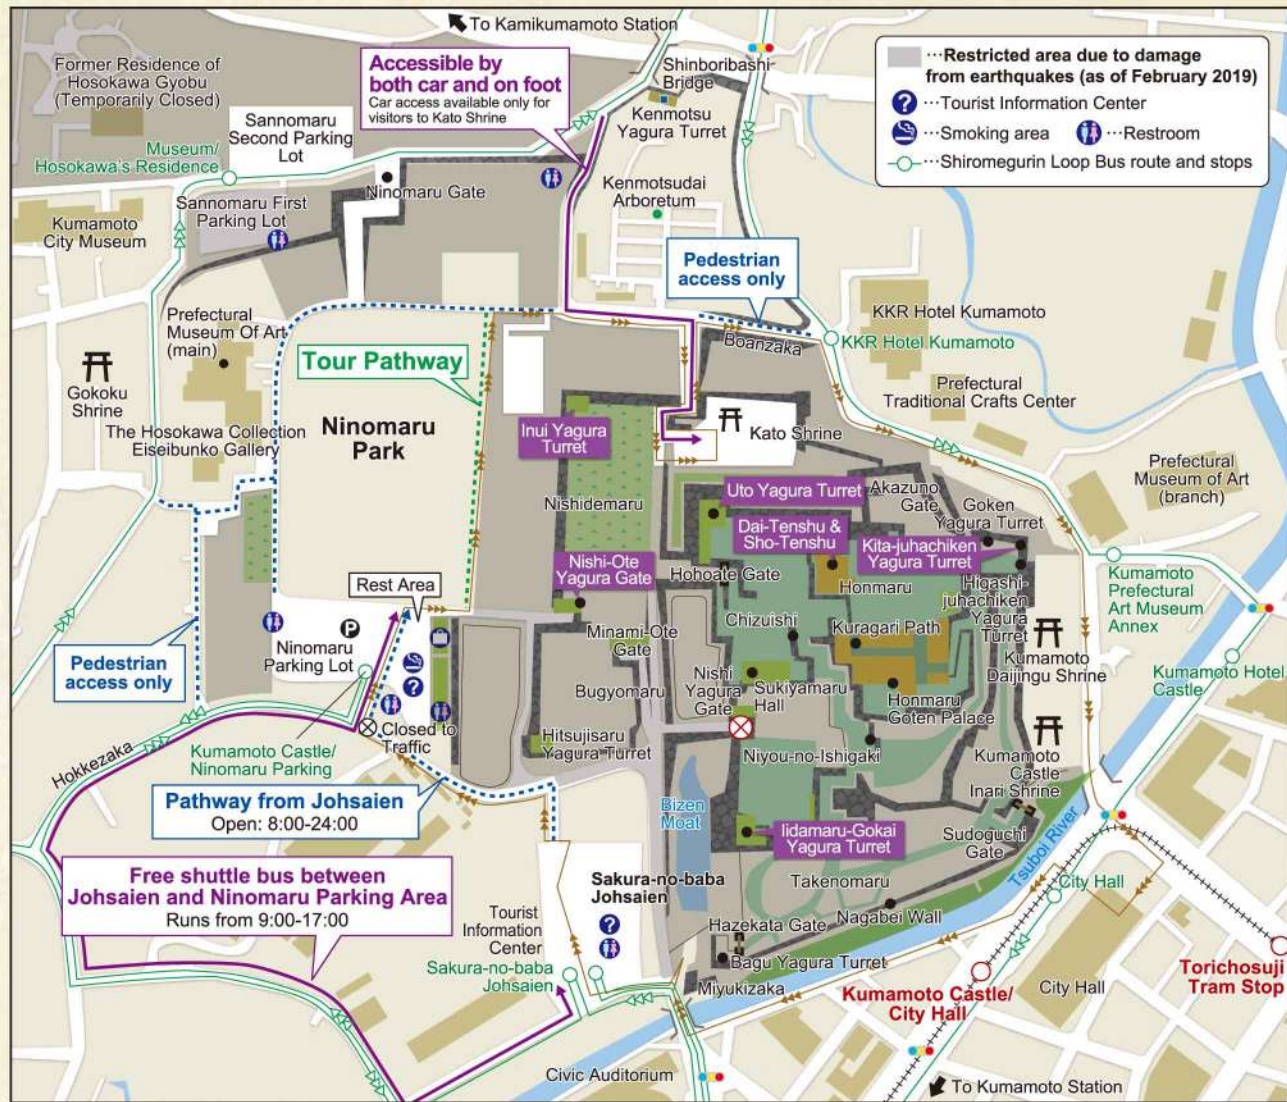 To Kamikumamoto Station
Former Residence of
Hosokawa Gyobu
(Temporarily Closed)
Accessible by
both car and on foot
Car access available only for
visitors to Kato Shrine
Shinboribashi
Bridge
…Restricted area due to damage
from earthquakes (as of February 2019)
? …Tourist Information Center
…Smoking area
…Restroom
…Shiromegurin Loop Bus route and stops
Sannomaru
Second Parking
Lot
Kenmotsu
Yagura Turret
Museum/
Hosokawa's Residence
Ninomaru Gate
Kenmotsudai
Arboretum
Sannomaru First
Parking Lot
Kumamoto
City Museum
Pedestrian
access only
Prefectural
Museum Of Art
(main)
KKR Hotel Kumamoto
KKR Hotel Kumamoto
Boanzaka
Tour Pathway
Gokoku
Shrine
Prefectural
Traditional Crafts Center
The Hosokawa Collection
Eiseibunko Gallery
Ninomaru
Park
Inui Yagura
Turret
Kato Shrine
Prefectural
Museum of Art
(branch)
Nishidemaru
Uto Yagura Turret
Akazuno
Gate
Goken
Yagura Turret
Dai-Tenshu &
Sho-Tenshu
Kita-juhachiken
Yagura Turret
Nishi-Ote
Yagura Gate
Hohoate Gate
Honmaru
Higashi-
juhachiken
Yagura
Turret
Kumamoto
Prefectural
Art Museum
Annex
Rest Area
Chizuishi
Kuragari Path
P
Ninomaru
Parking Lot
Minami-Ote
Gate
Kumamoto
Daijingu Shrine
Kumamoto Hotel
Castle
Pedestrian
access only
?
Bugyomaru
Nishi
Yagura
Gate
Sukiyamaru
Hall
Honmaru
Goten Palace
Closed to
Traffic
Hokkezaka
Kumamoto Castle/
Ninomaru Parking
Hitsujisaru
Yagura Turret
Niyou-no-Ishigaki
Kumamoto
Castle
Inari Shrine
Pathway from Johsaien
Open: 8:00-24:00
Bizen
Moat
Iidamaru-Gokai
Yagura Turret
Sudoguchi
Gate
Tsuboi River
Free shuttle bus between
Johsaien and Ninomaru Parking Area
Runs from 9:00-17:00
Sakura-no-baba
Johsaien
Takenomaru
City Hall
Tourist
Information
Center
?
Nagabei Wall
Hazekata Gate
Bagu Yagura Turret
Sakura-no-baba
Johsaien
Miyukizaka
Kumamoto Castle/
City Hall
City Hall
Torichosuji
Tram Stop
Civic Auditorium
To Kumamoto Station